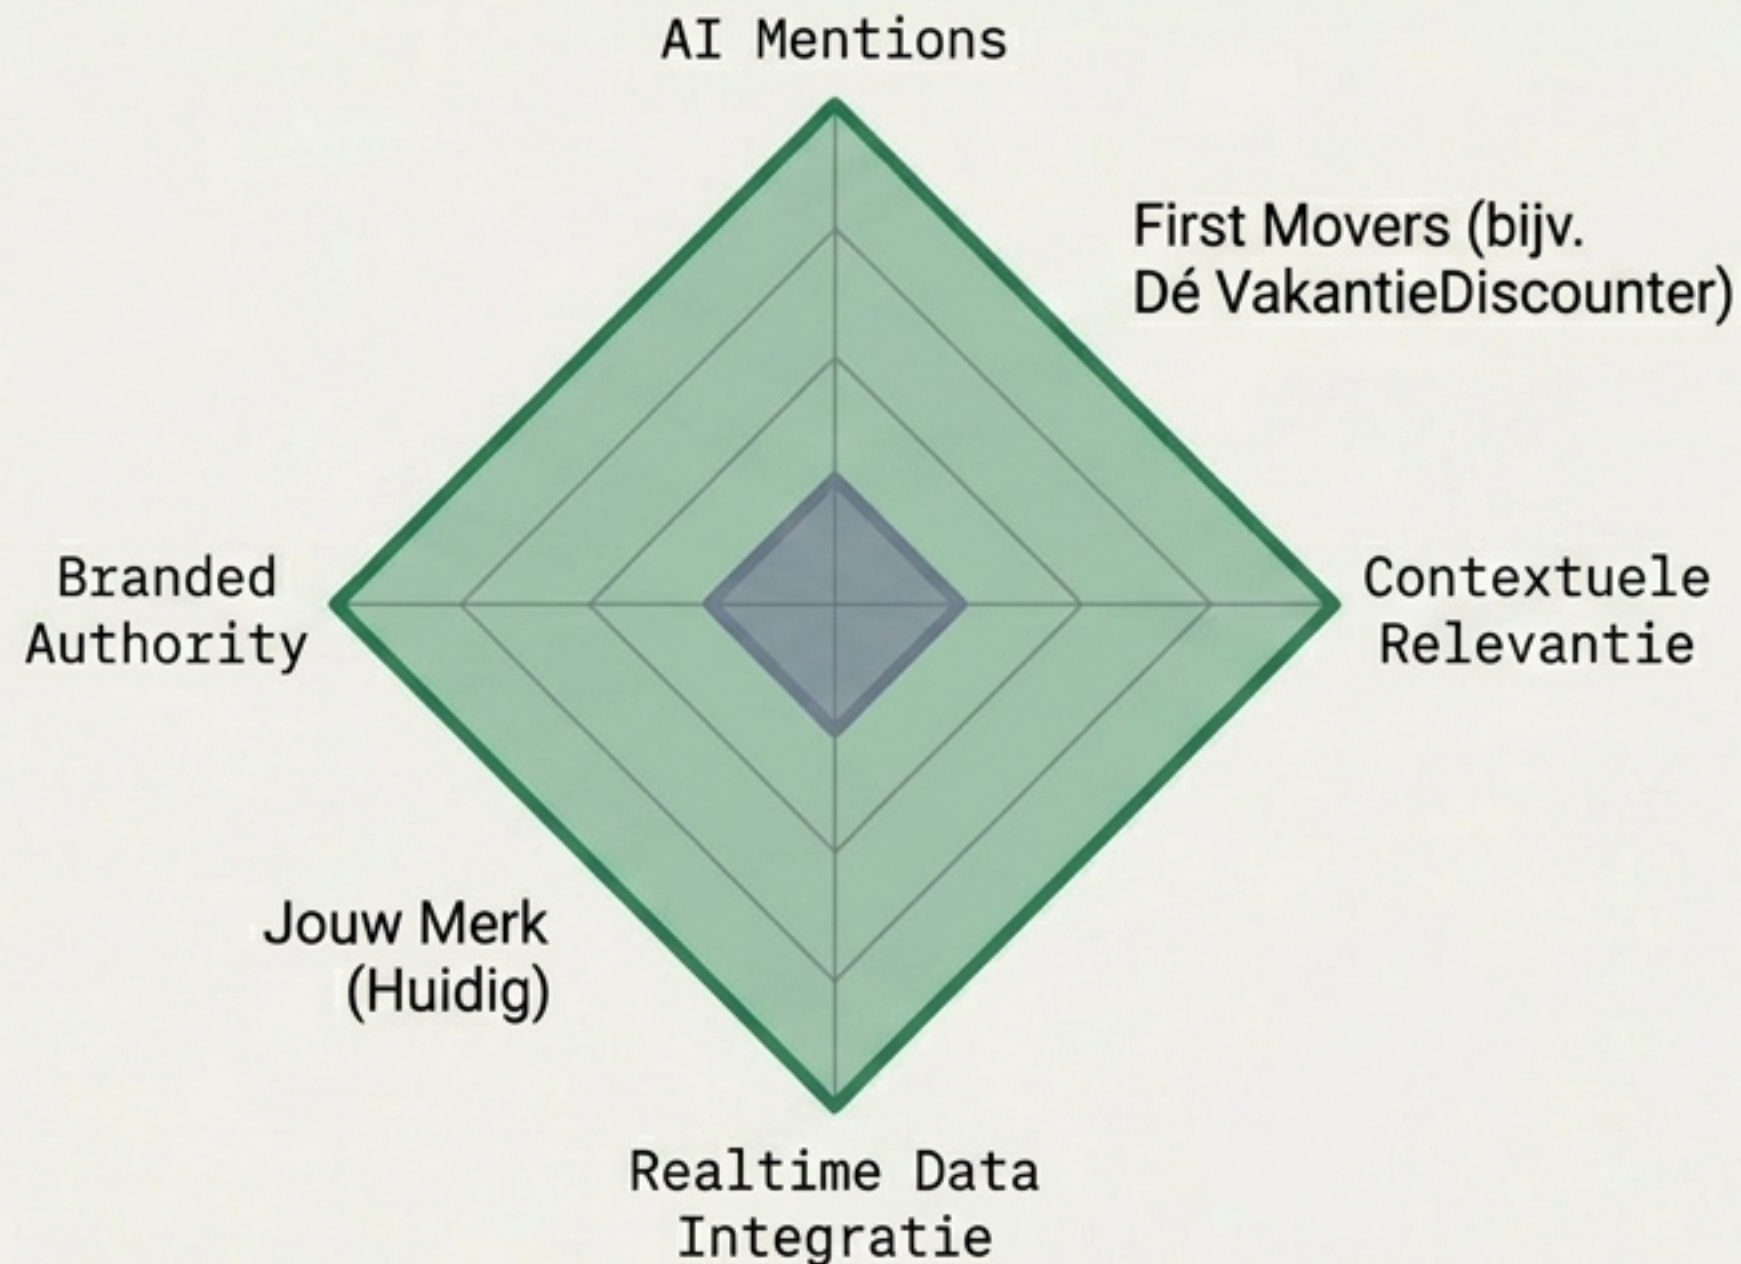 AI Mentions
First Movers (bijv.
Dé VakantieDiscounter)
Branded
Authority
Contextuele
Relevantie
Jouw Merk
(Huidig)
Realtime Data
Integratie